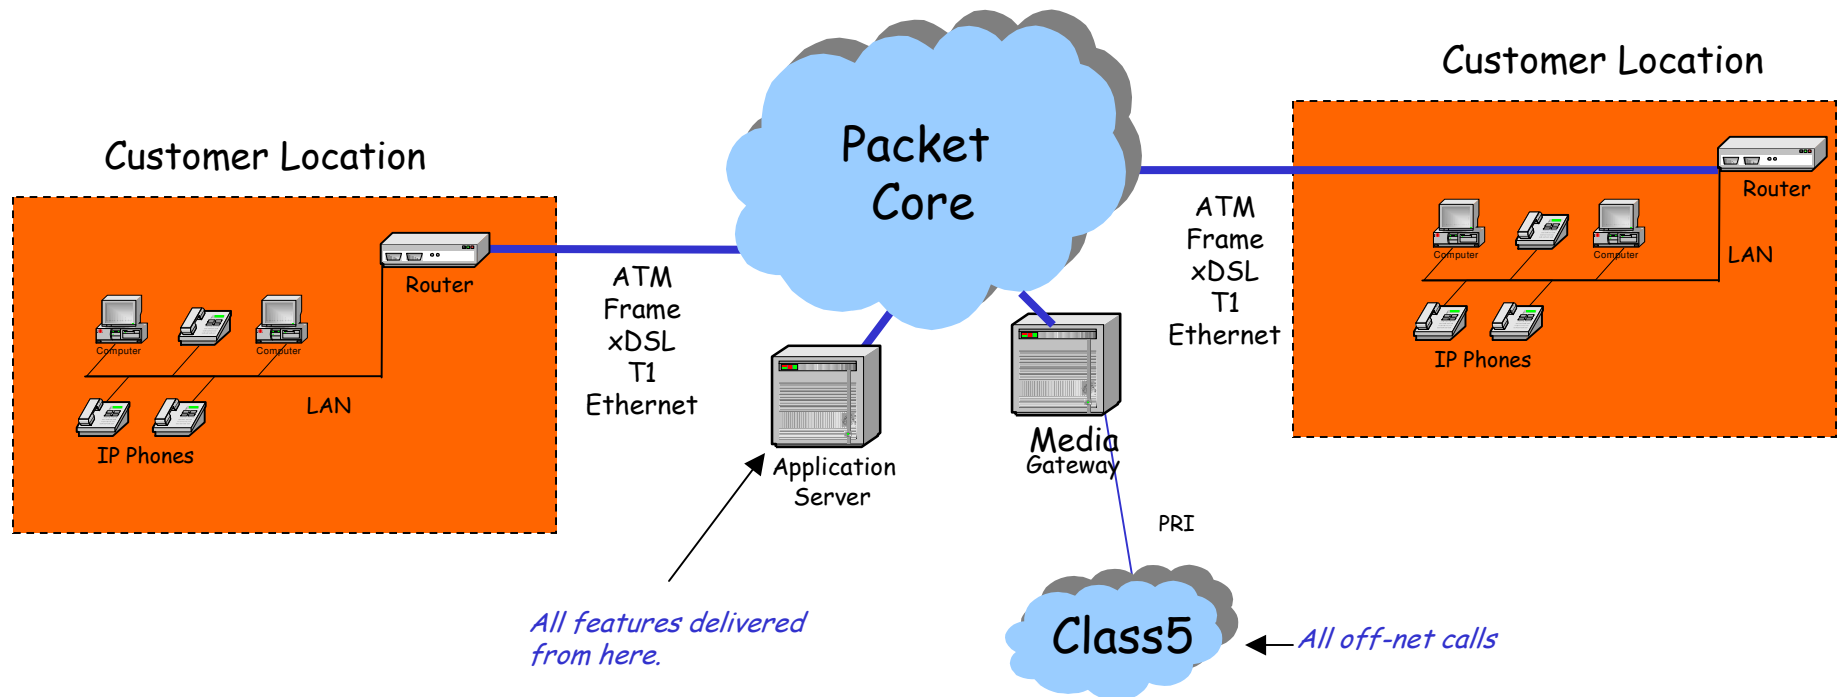 Customer Location
Packet
Core
Customer Location
Router
Computer
Computer
LAN
IP Phones
ATM
Frame
xDSL
T1
Ethernet
Application
Server
Media
Gateway
ATM
Frame
xDSL
T1
Ethernet
Router
Computer
Computer
LAN
IP Phones
PRI
All features delivered
from here.
Class5
All off-net calls